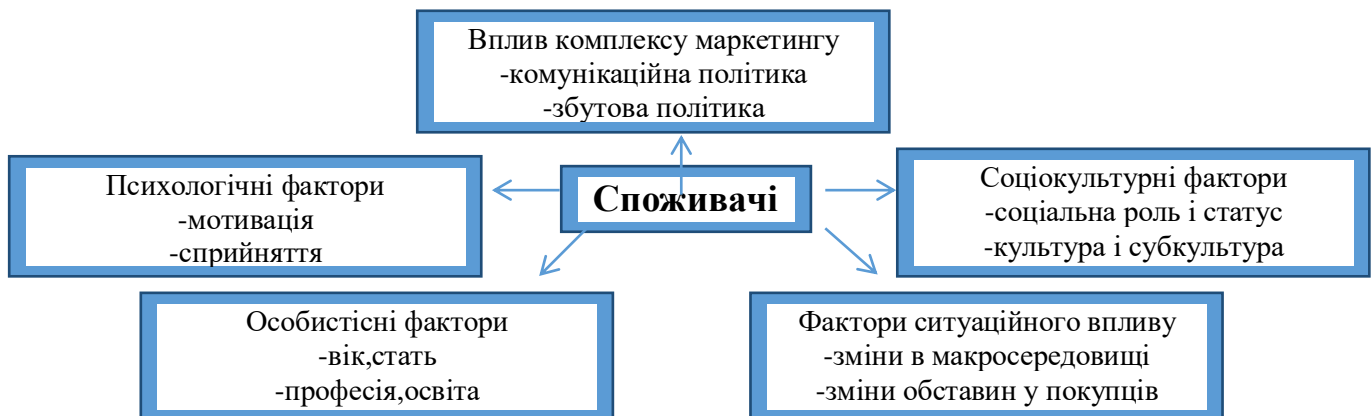 Вплив комплексу маркетингу
-комунікаційна політика
-збутова політика
Психологічні фактори
-мотивація
-сприйняття
Споживачі
Соціокультурні фактори
-соціальна роль і статус
-культура і субкультура
Особистісні фактори
-вік,стать
-професія,освіта
Фактори ситуаційного впливу
-зміни в макросередовищі
-зміни обставин у покупців